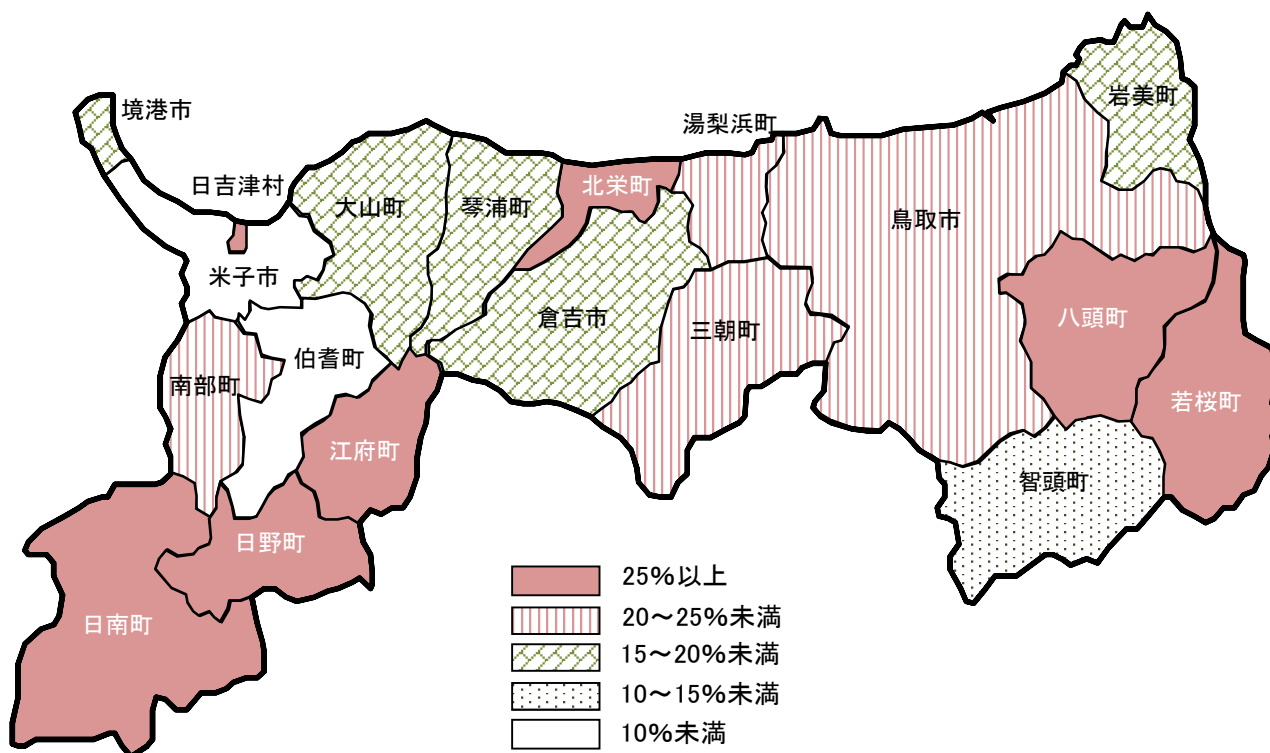 境港市
岩美町
湯梨浜町
日吉津村
北栄町
大山町
琴浦町
鳥取市
米子市
倉吉市
八頭町
三朝町
伯耆町
南部町
若桜町
江府町
智頭町
日野町
日南町
25%以上
20～25%未満
15～20%未満
10～15%未満
10%未満